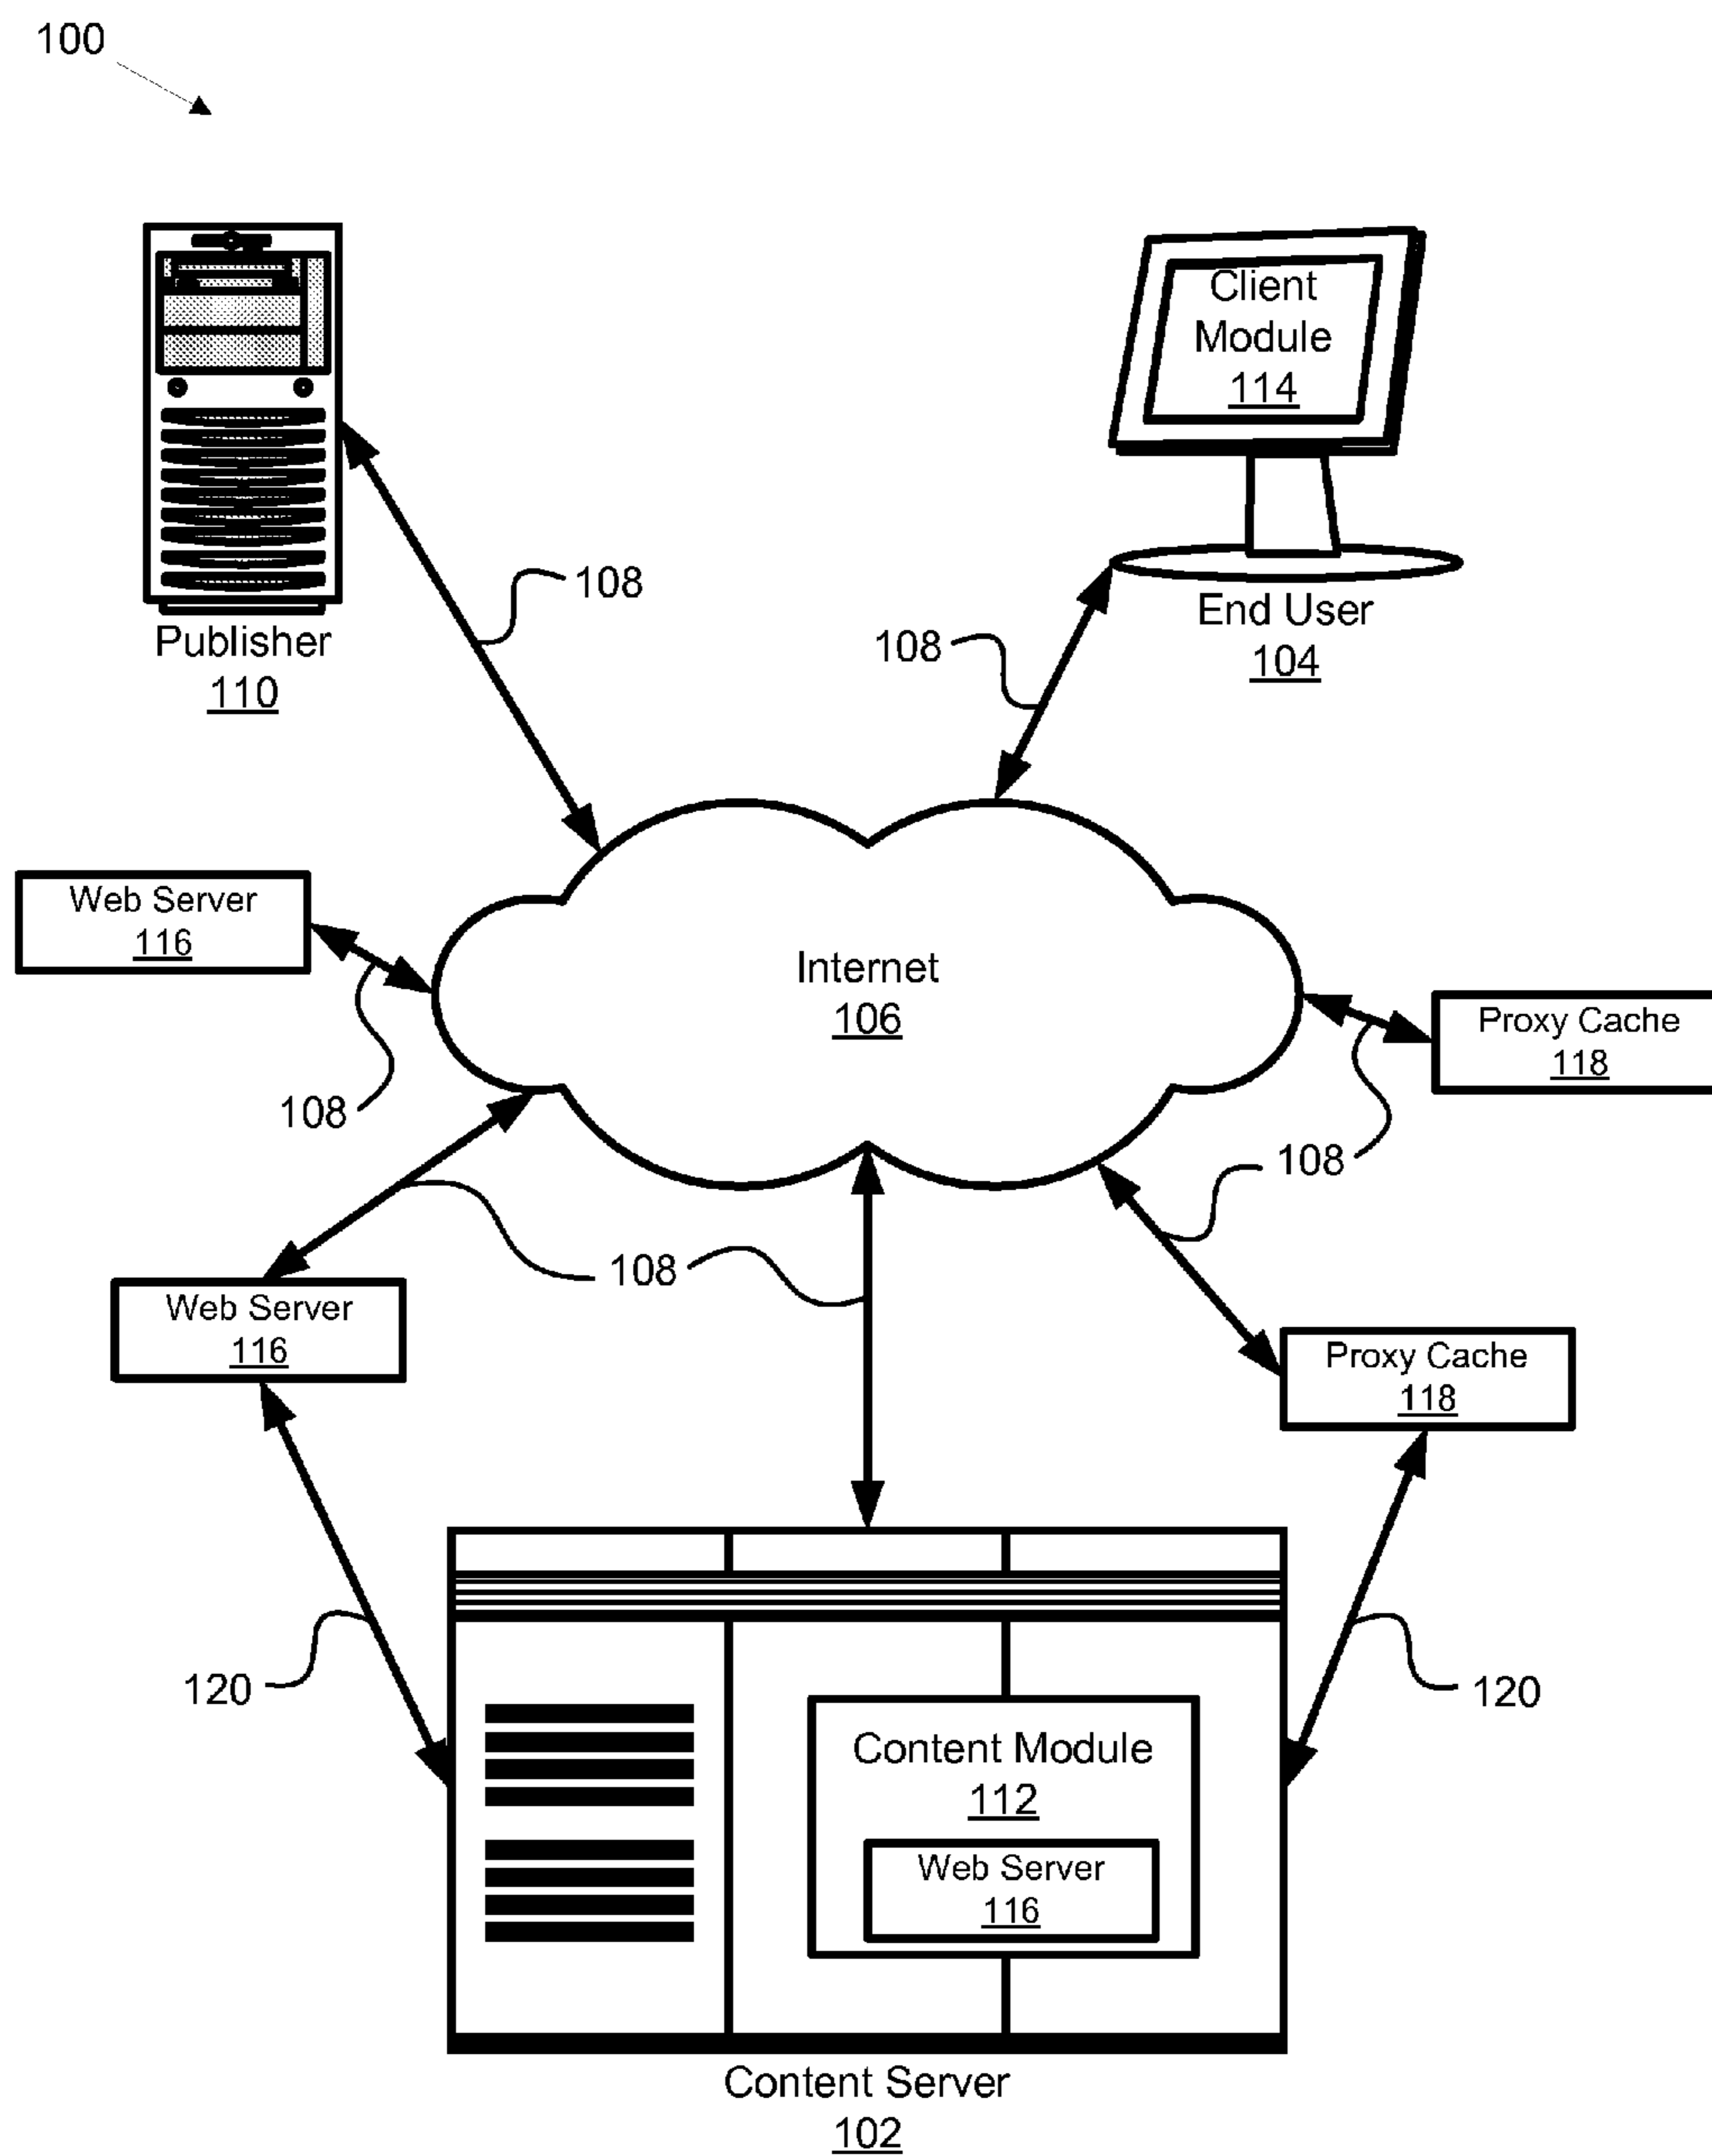 100
Client
Module
114
108
Publisher
110
108
End User
104
Web Server
116
Internet
106
Proxy Cache
118
108
108
108
Web Server
116
Proxy Cache
118
120
120
Content Module
112
Web Server
116
Content Server
102